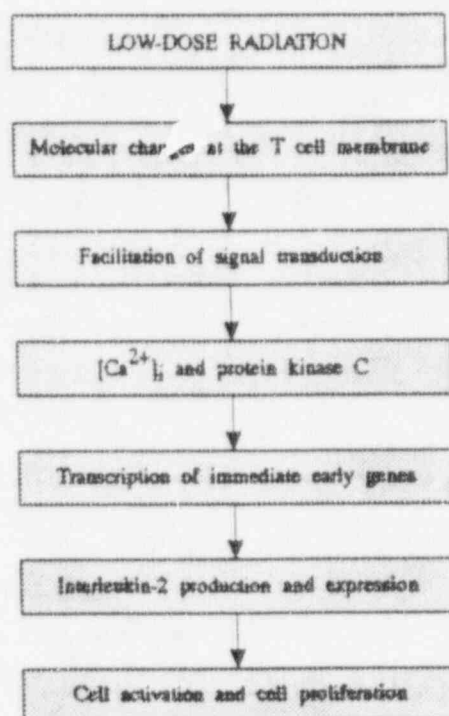 LOW-DOSE RADIATION
Molecular changes at the T cell membrane
Facilitation of signal transduction
[Ca²⁺]ᵢ and protein kinase C
Transcription of immediate early genes
Interleukin-2 production and expression
Cell activation and cell proliferation